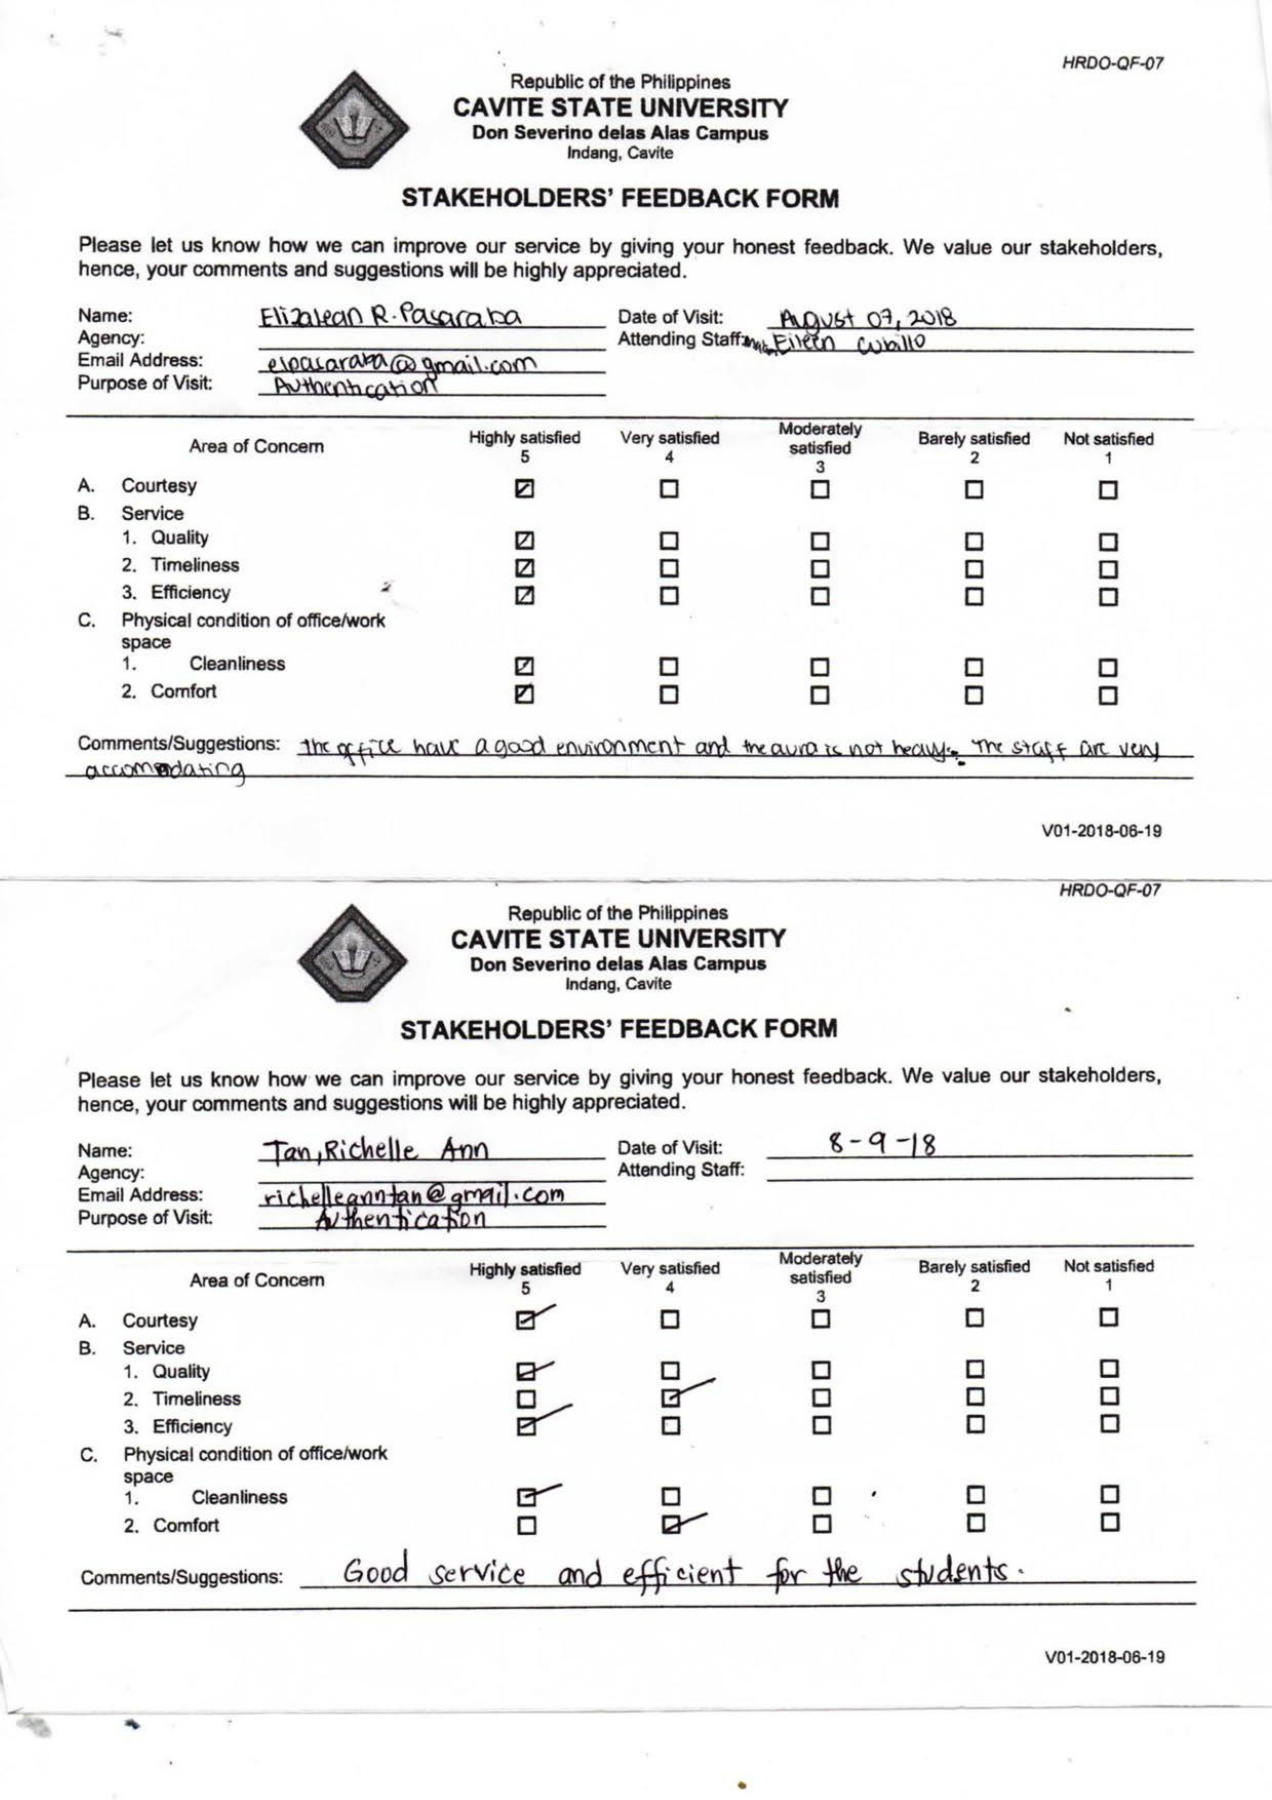 HRDO-QF-07
Republic of the Philippines
CAVITE STATE UNIVERSITY
Don Severino delas Alas Campus
Indang, Cavite
STAKEHOLDERS' FEEDBACK FORM
Please let us know how we can improve our service by giving your honest feedback. We value our stakeholders,
hence, your comments and suggestions will be highly appreciated.
Name: Elizalean R. Pasaraba Date of Visit: August 07, 2018
Agency: Attending Staff: Eileen Cubillo
Email Address: elpasaraba@gmail.com
Purpose of Visit: Authentication
Area of Concern Highly satisfied 5 Very satisfied 4 Moderately satisfied 3 Barely satisfied 2 Not satisfied 1
A. Courtesy
B. Service
1. Quality
2. Timeliness
3. Efficiency
C. Physical condition of office/work
space
1. Cleanliness
2. Comfort
Comments/Suggestions: The office have a good environment and the aura is not heavy. The staff are very
accomodating
V01-2018-06-19
HRDO-QF-07
Republic of the Philippines
CAVITE STATE UNIVERSITY
Don Severino delas Alas Campus
Indang, Cavite
STAKEHOLDERS' FEEDBACK FORM
Please let us know how we can improve our service by giving your honest feedback. We value our stakeholders,
hence, your comments and suggestions will be highly appreciated.
Name: Tan, Richelle Ann Date of Visit: 8-9-18
Agency: Attending Staff:
Email Address: richelleanntan@gmail.com
Purpose of Visit: Authentication
Area of Concern Highly satisfied 5 Very satisfied 4 Moderately satisfied 3 Barely satisfied 2 Not satisfied 1
A. Courtesy
B. Service
1. Quality
2. Timeliness
3. Efficiency
C. Physical condition of office/work
space
1. Cleanliness
2. Comfort
Comments/Suggestions: Good service and efficient for the students.
V01-2018-06-19